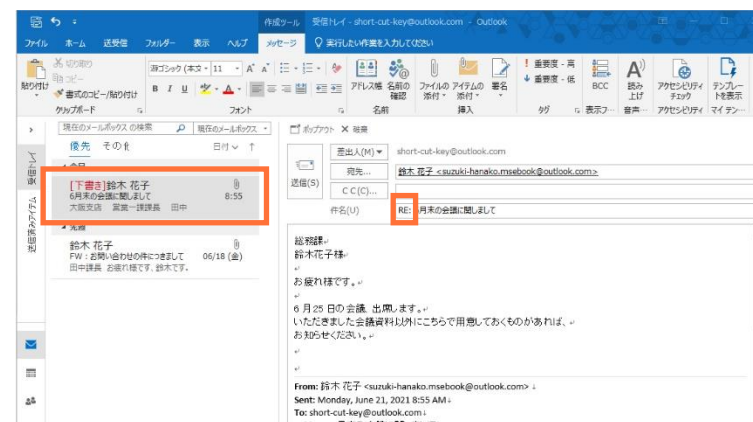 作成ツール 受信トレイ - short-cut-key@outlook.com - Outlook
ファイル ホーム 送受信 フォルダー 表示 ヘルプ メッセージ 実行したい作業を入力してください
貼り付け
切り取り
コピー
書式のコピー/貼り付け
クリップボード
游ゴシック (本文 - 11
B I U
フォント
アドレス帳 名前の確認
名前
ファイルの添付 アイテムの添付 署名
挿入
! 重要度 - 高
↓ 重要度 - 低
タグ
BCC
表示フ…
読み上げ
音声…
アクセシビリティ チェック
アクセシビリティ
テンプレートを表示
マイ テン…
現在のメールボックス の検索 現在のメールボックス
優先 その他 日付 ↑
受信トレイ
送信済みアイテム
[下書き]鈴木 花子
6月末の会議に関しまして 8:55
大阪支店 営業一課課長 田中
鈴木 花子
FW : お問い合わせの件につきまして 06/18 (金)
田中課長 お疲れ様です、鈴木です。
ポップアウト × 破棄
送信(S)
差出人(M) short-cut-key@outlook.com
宛先... 鈴木 花子 <suzuki-hanako.msebook@outlook.com>
C C (C)...
件名(U) RE: 6月末の会議に関しまして
総務課
鈴木花子様
お疲れ様です。
6 月 25 日の会議、出席します。
いただきました会議資料以外にこちらで用意しておくものがあれば、
お知らせください。
From: 鈴木 花子 <suzuki-hanako.msebook@outlook.com>
Sent: Monday, June 21, 2021 8:55 AM
To: short-cut-key@outlook.com